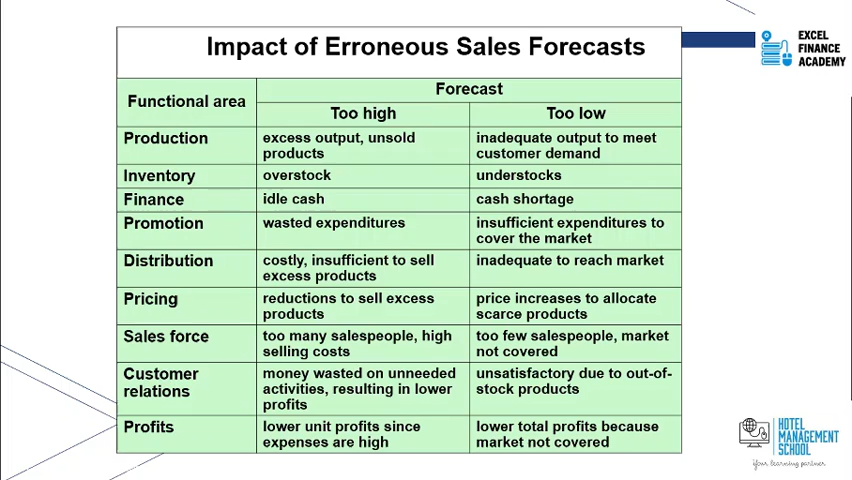 Impact of Erroneous Sales Forecasts
EXCEL
FINANCE
ACADEMY
Functional area
Forecast
Too high
Too low
Production
excess output, unsold
products
inadequate output to meet
customer demand
Inventory
overstock
understocks
Finance
idle cash
cash shortage
Promotion
wasted expenditures
insufficient expenditures to
cover the market
Distribution
costly, insufficient to sell
excess products
inadequate to reach market
Pricing
reductions to sell excess
products
price increases to allocate
scarce products
Sales force
too many salespeople, high
selling costs
too few salespeople, market
not covered
Customer
relations
money wasted on unneeded
activities, resulting in lower
profits
unsatisfactory due to out-of-
stock products
Profits
lower unit profits since
expenses are high
lower total profits because
market not covered
HOTEL
MANAGEMENT
SCHOOL
your learning partner